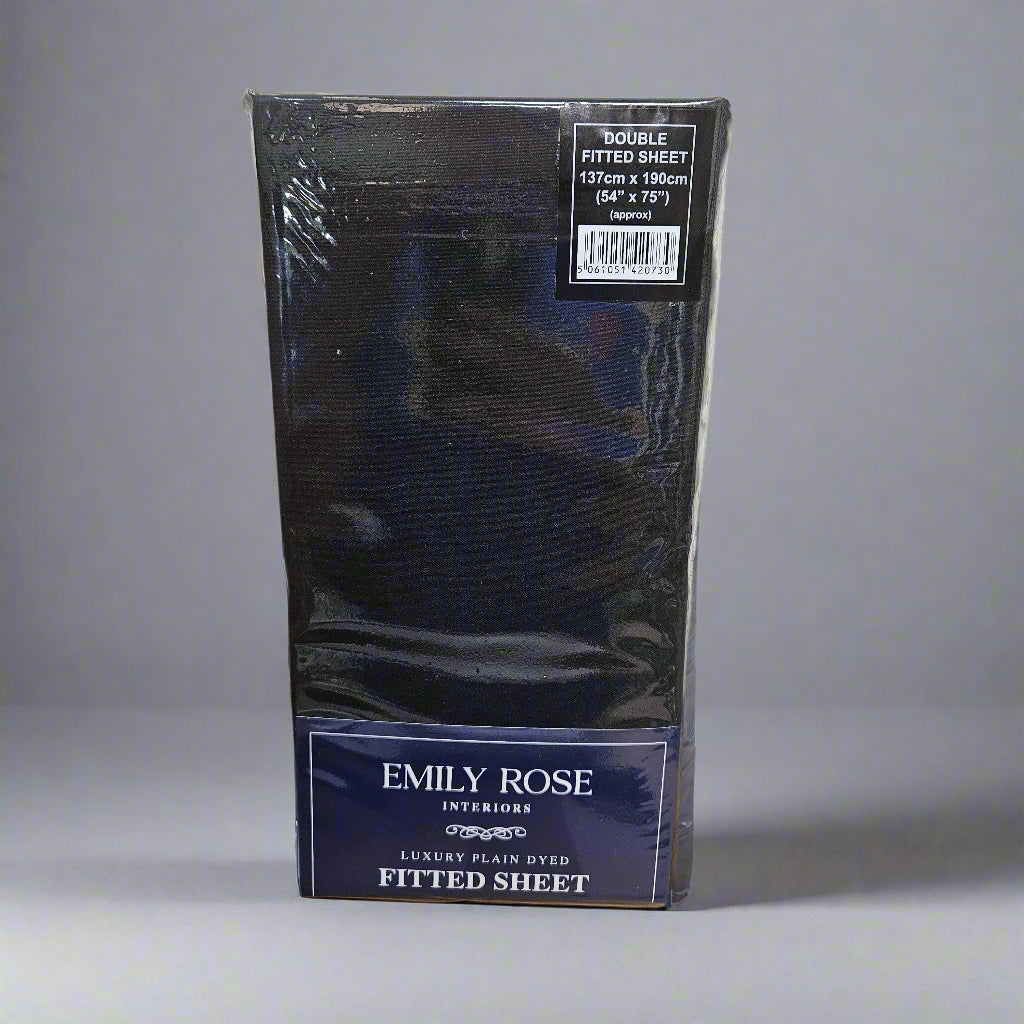 DOUBLE
FITTED SHEET
137cm x 190cm
(54” x 75”)
(approx)
5 061051 420730
EMILY ROSE
INTERIORS
LUXURY PLAIN DYED
FITTED SHEET